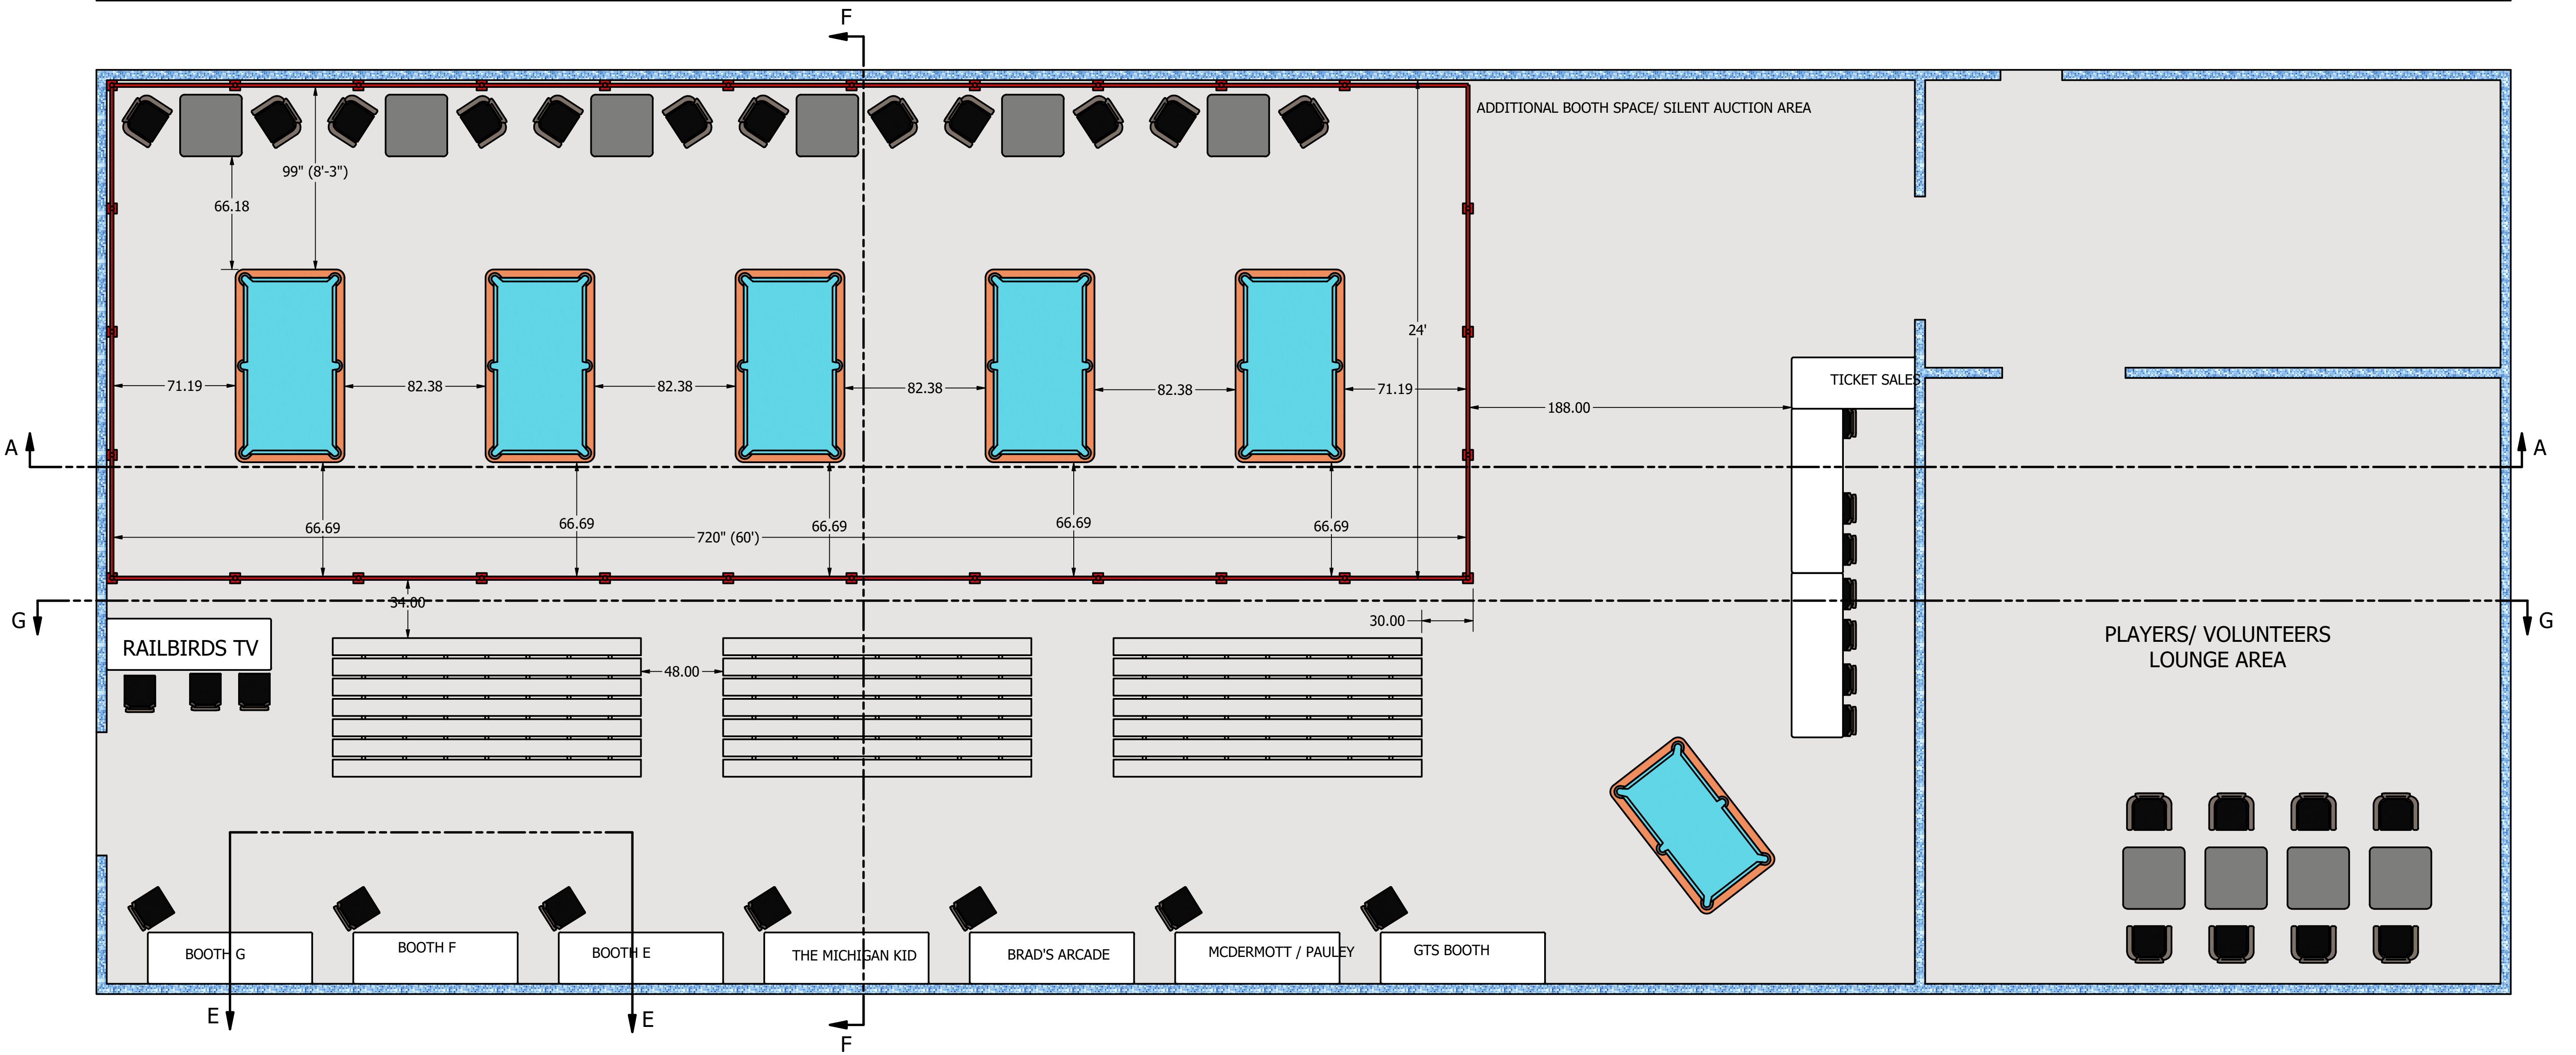 F
ADDITIONAL BOOTH SPACE/ SILENT AUCTION AREA
99" (8'-3")
66.18
24'
71.19
82.38
82.38
82.38
82.38
71.19
TICKET SALES
188.00
A
A
66.69
66.69
66.69
66.69
66.69
720" (60')
34.00
G
30.00
G
RAILBIRDS TV
48.00
PLAYERS/ VOLUNTEERS
LOUNGE AREA
BOOTH G
BOOTH F
BOOTH E
THE MICHIGAN KID
BRAD'S ARCADE
MCDERMOTT / PAULEY
GTS BOOTH
E
E
F